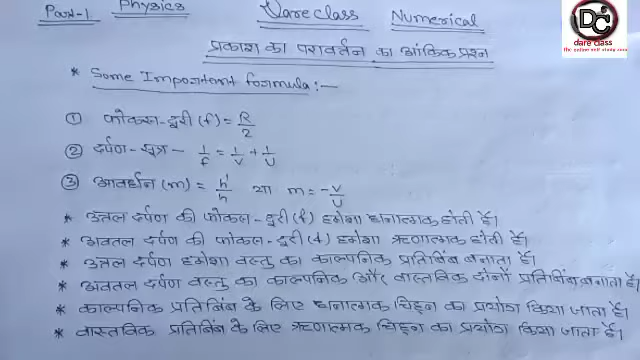 Part-1 Physics Dare class Numerical
प्रकाश का परावर्तन का आंकिक प्रश्न
* Some Important formula:—
① फोकस-दूरी (f) = R/2
② दर्पण-सूत्र - 1/f = 1/v + 1/u
③ आवर्धन (m) = h'/h या m = -v/u
* उत्तल दर्पण की फोकस-दूरी (f) हमेशा धनात्मक होती है।
* अवतल दर्पण की फोकस-दूरी (f) हमेशा ऋणात्मक होती है।
* उत्तल दर्पण हमेशा वस्तु का काल्पनिक प्रतिबिंब बनाता है।
* अवतल दर्पण वस्तु का काल्पनिक और वास्तविक दोनों प्रतिबिंब बनाता है।
* काल्पनिक प्रतिबिंब के लिए धनात्मक चिह्न का प्रयोग किया जाता है।
* वास्तविक प्रतिबिंब के लिए ऋणात्मक चिह्न का प्रयोग किया जाता है।
DC
dare class